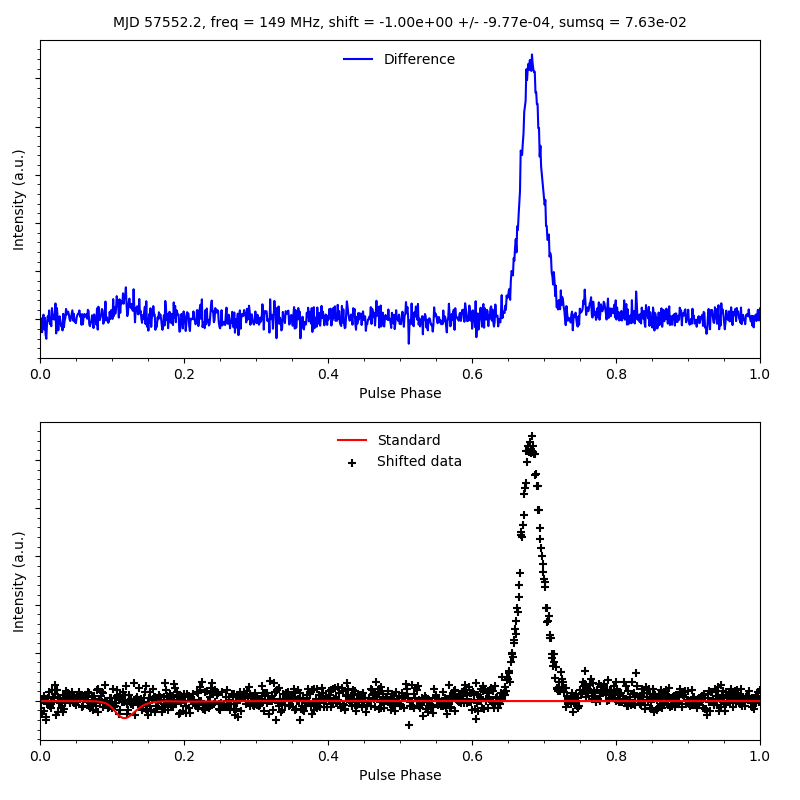 MJD 57552.2, freq = 149 MHz, shift = -1.00e+00 +/- -9.77e-04, sumsq = 7.63e-02
Difference
Intensity (a.u.)
0.0 0.2 0.4 0.6 0.8 1.0
Pulse Phase
Standard
Shifted data
Intensity (a.u.)
0.0 0.2 0.4 0.6 0.8 1.0
Pulse Phase